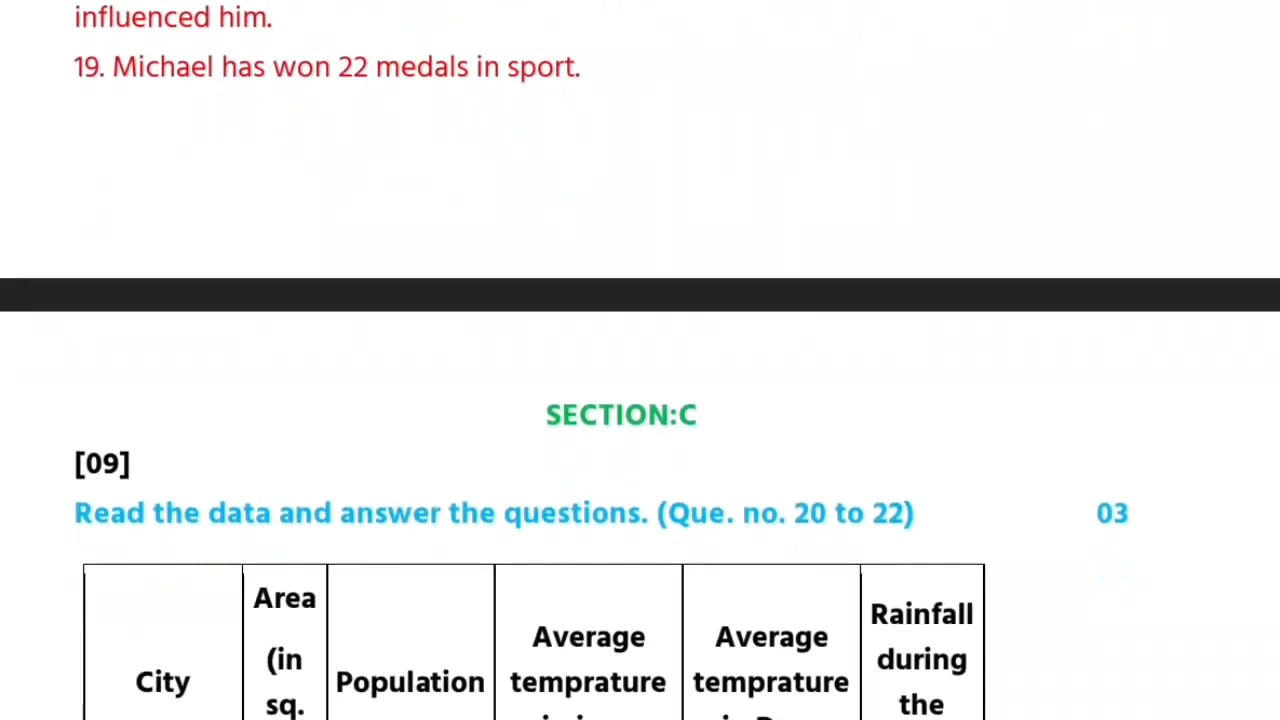 influenced him.
19. Michael has won 22 medals in sport.
SECTION:C
[09]
Read the data and answer the questions. (Que. no. 20 to 22) 03
City
Area
(in
sq.
Population
Average
temprature
Average
temprature
Rainfall
during
the